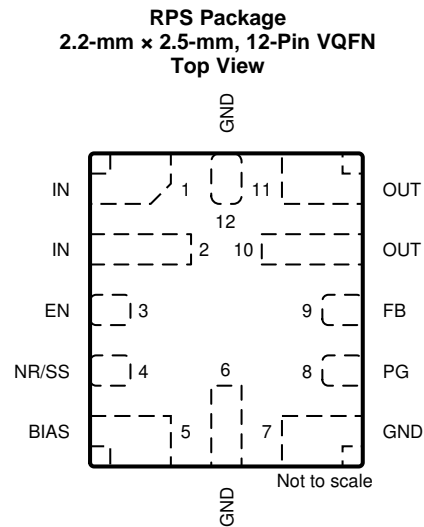 RPS Package
2.2-mm × 2.5-mm, 12-Pin VQFN
Top View
GND
IN 1 11 OUT
12
IN 2 10 OUT
EN 3 9 FB
NR/SS 4 6 8 PG
BIAS 5 7 GND
Not to scale
GND